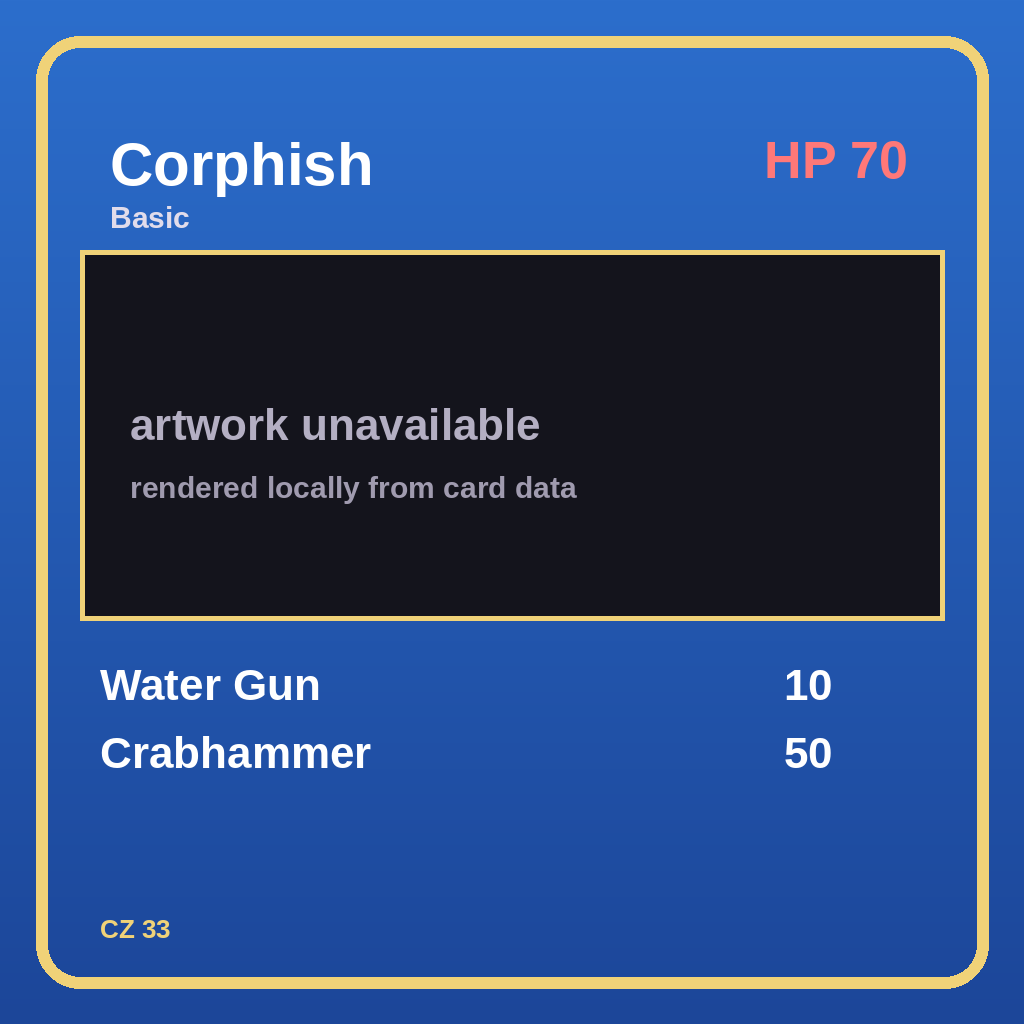 Corphish
HP 70
Basic
artwork unavailable
rendered locally from card data
Water Gun 10
Crabhammer 50
CZ 33